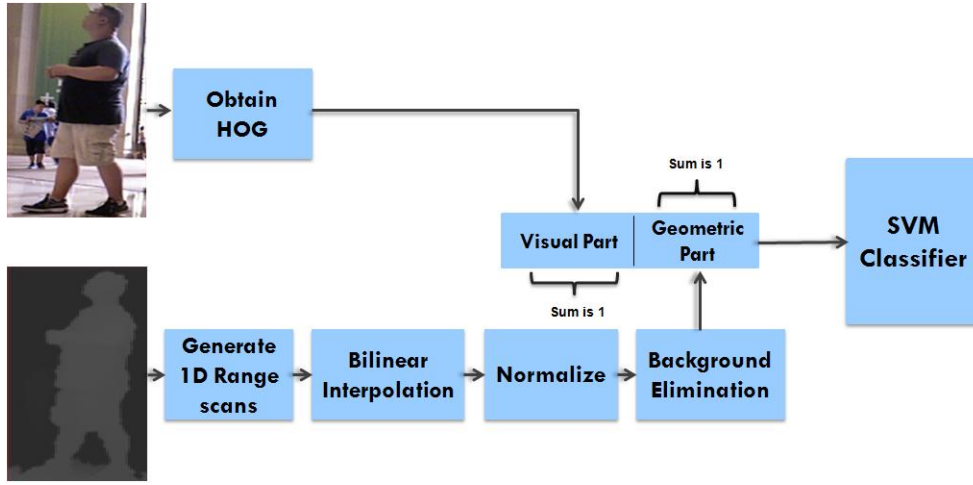 Obtain
HOG
Sum is 1
Visual Part
Geometric
Part
SVM
Classifier
Sum is 1
Generate
1D Range
scans
Bilinear
Interpolation
Normalize
Background
Elimination